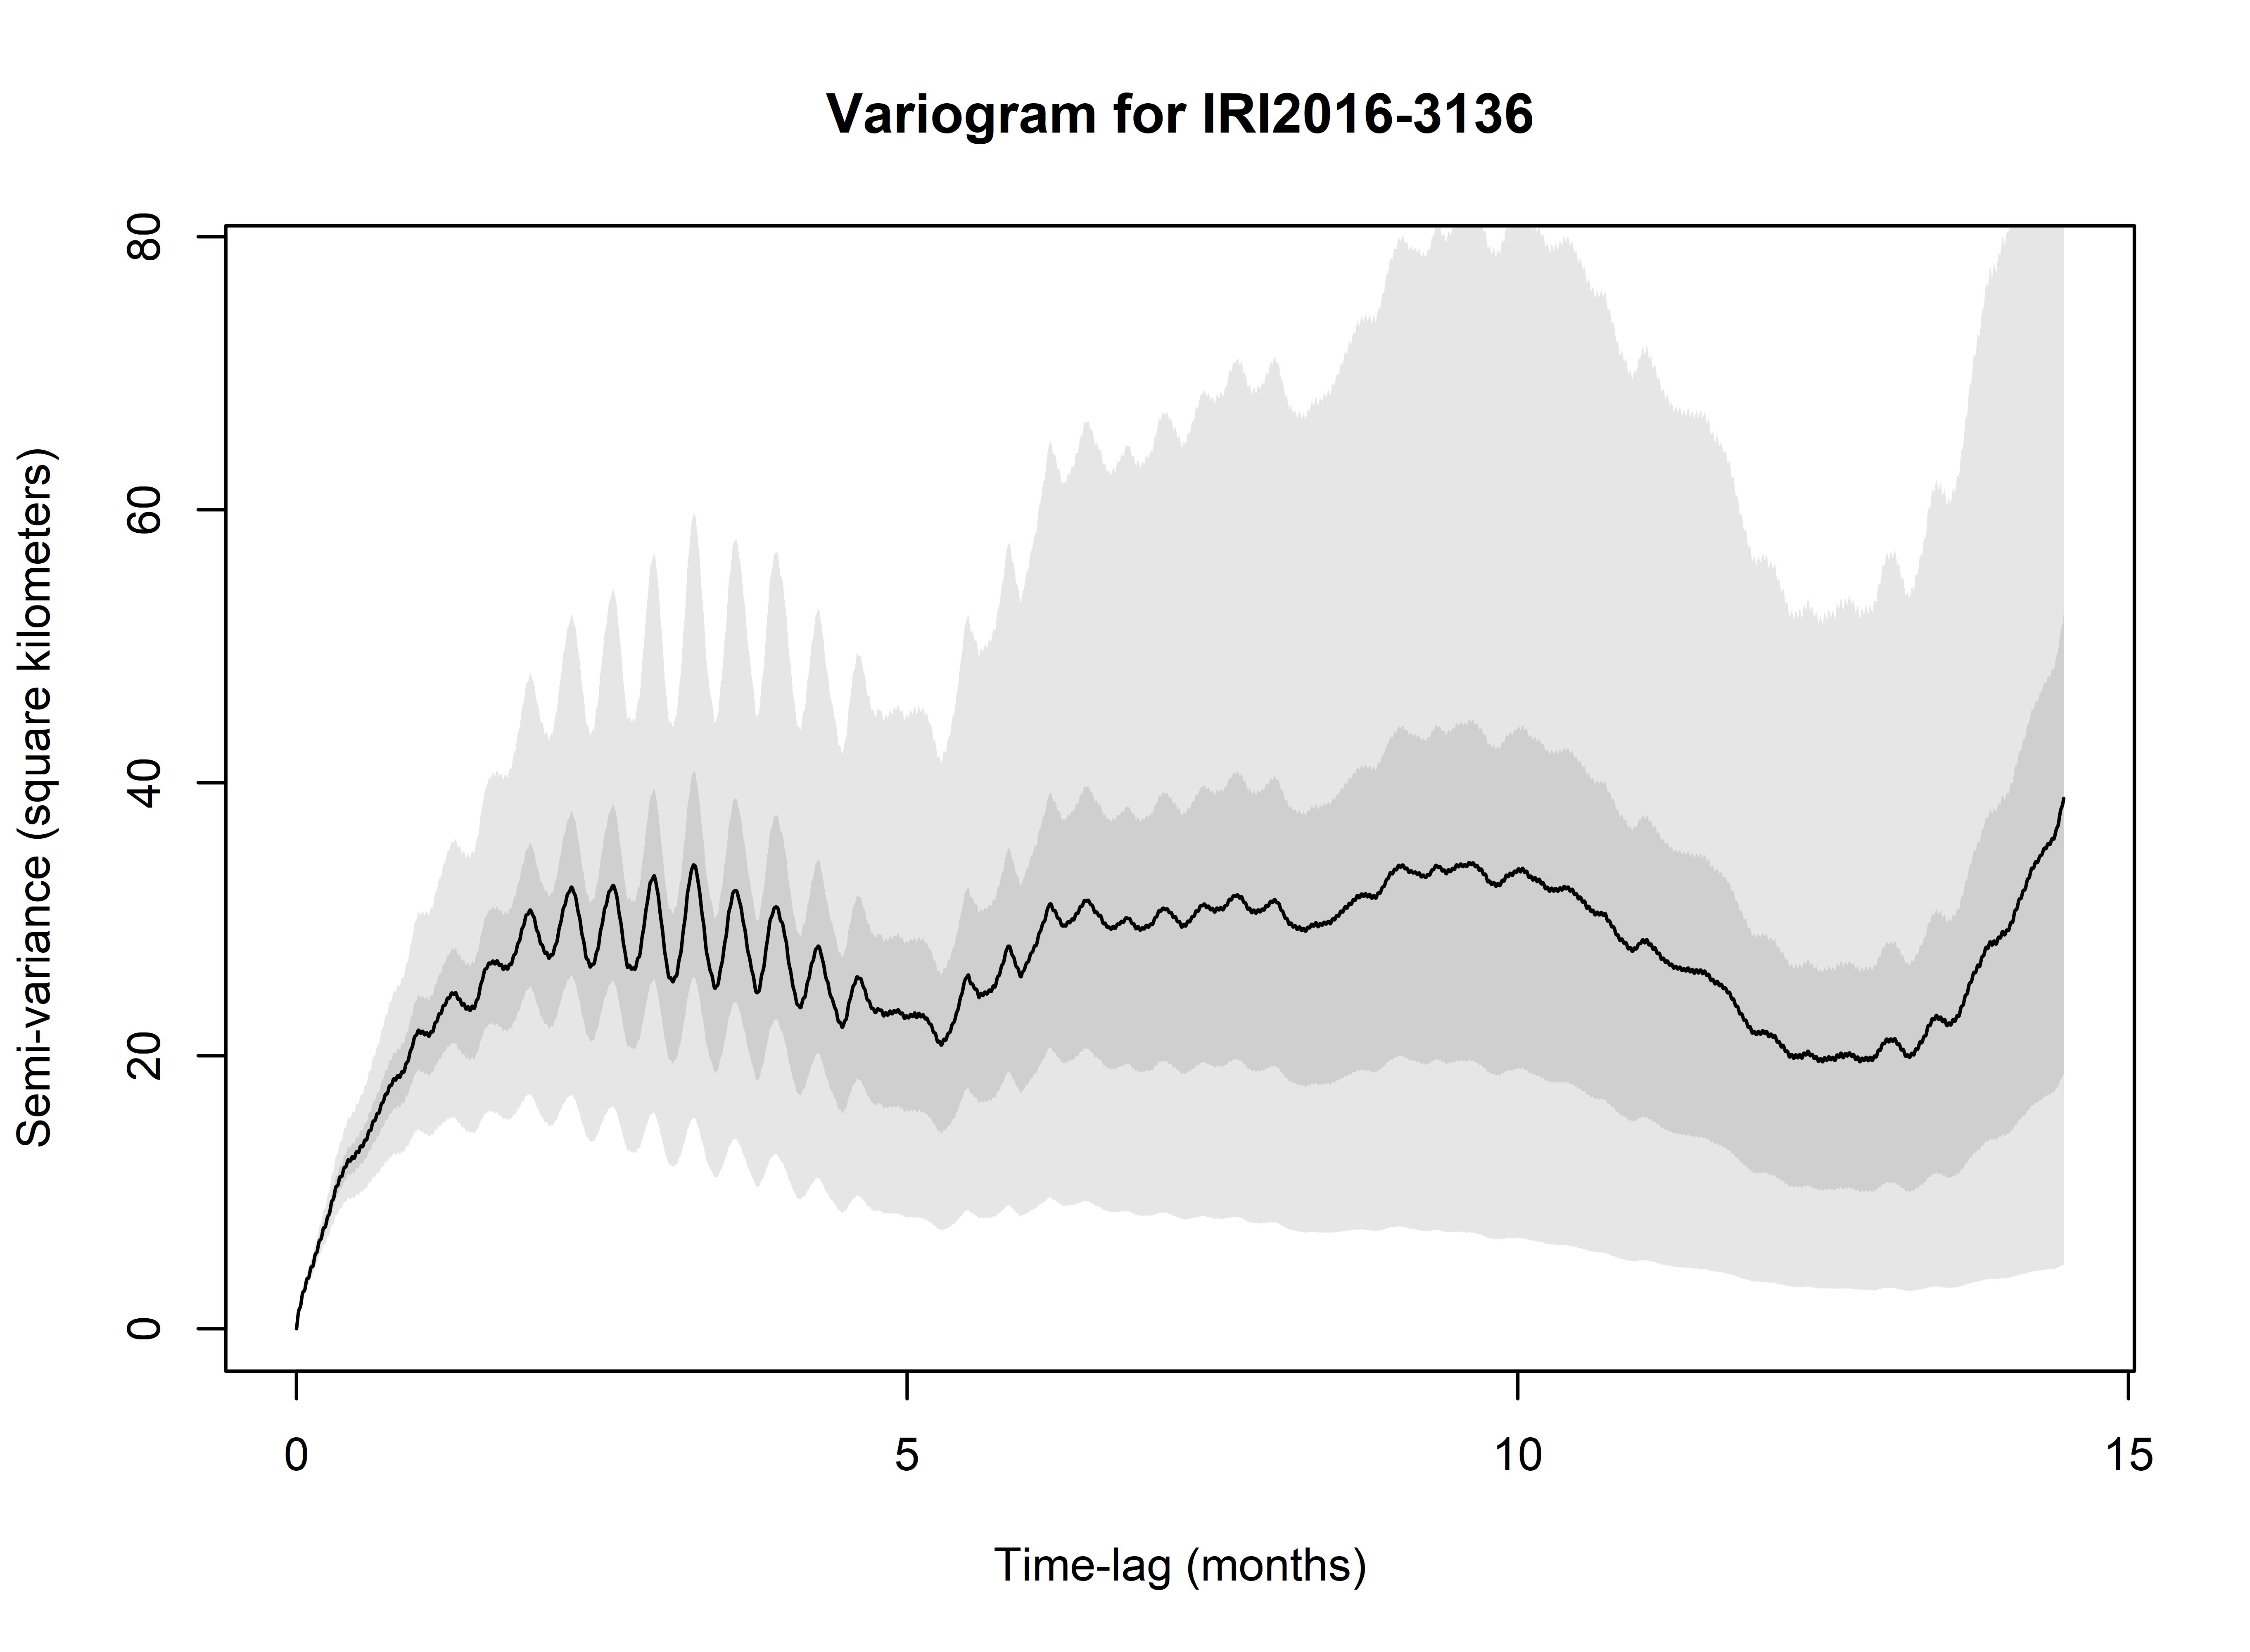 Variogram for IRI2016-3136
Semi-variance (square kilometers)
80
60
40
20
0
0 5 10 15
Time-lag (months)